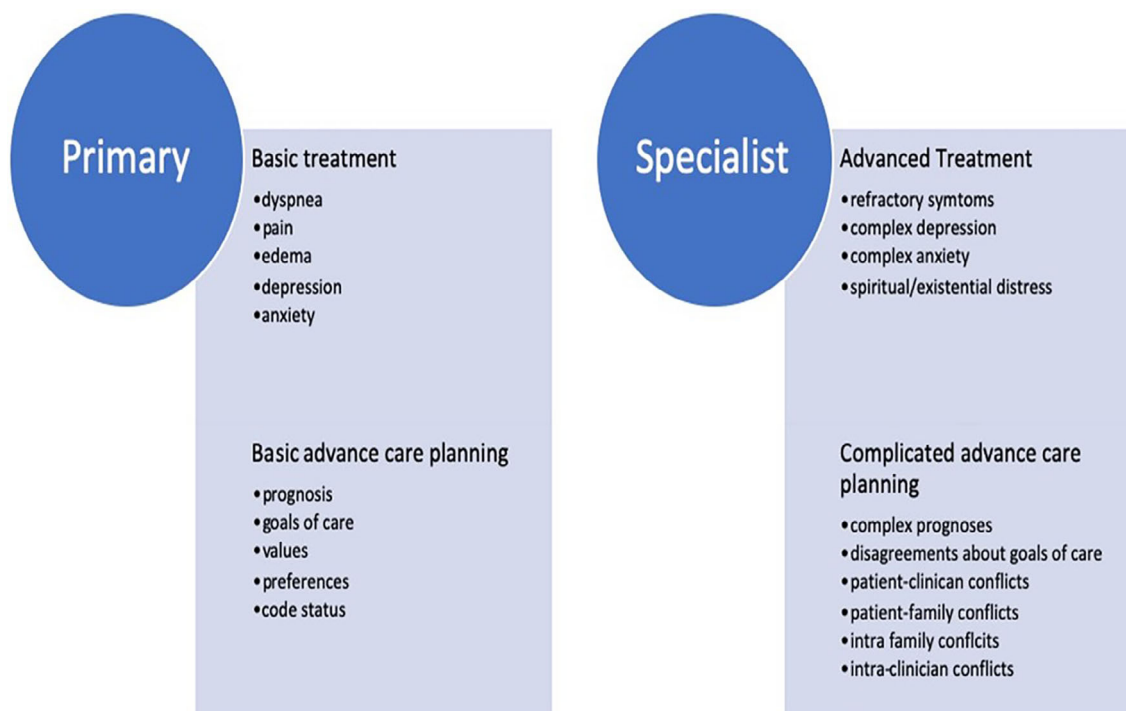 Primary
Basic treatment
•dyspnea
•pain
•edema
•depression
•anxiety
Basic advance care planning
•prognosis
•goals of care
•values
•preferences
•code status
Specialist
Advanced Treatment
•refractory symtoms
•complex depression
•complex anxiety
•spiritual/existential distress
Complicated advance care
planning
•complex prognoses
•disagreements about goals of care
•patient-clinican conflicts
•patient-family conflicts
•intra family conflcits
•intra-clinician conflicts